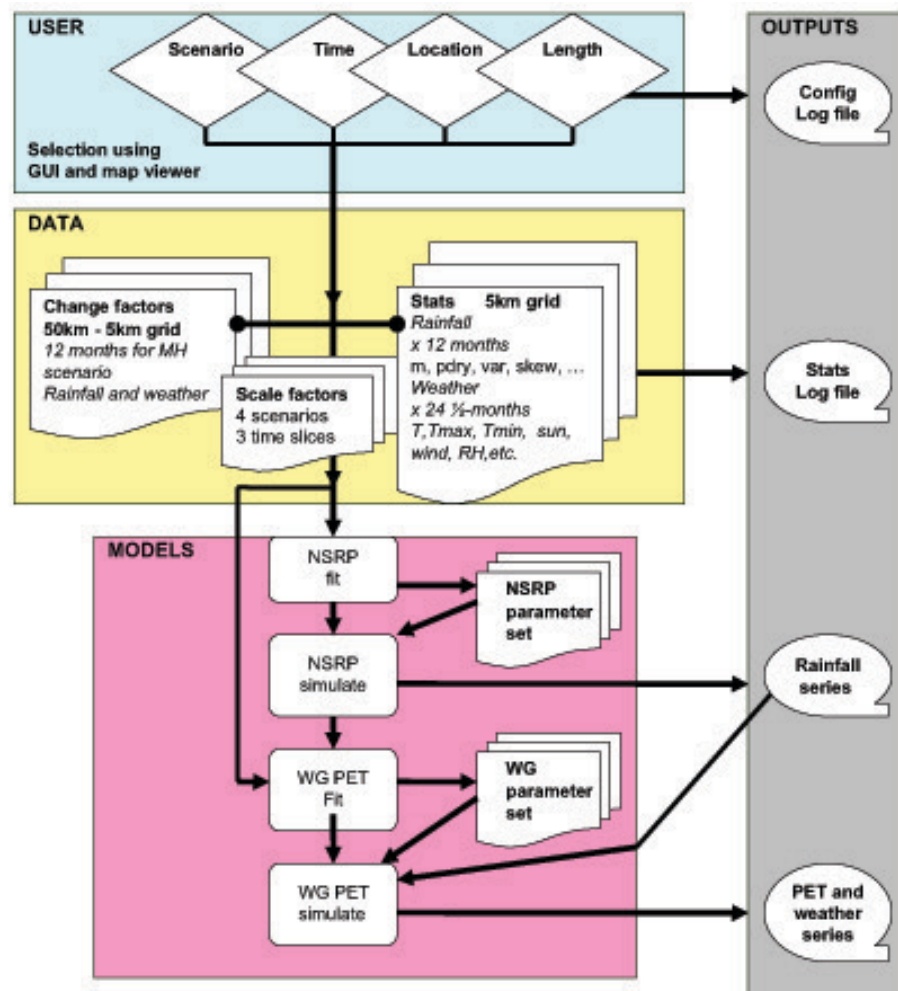 USER
Scenario
Time
Location
Length
Selection using
GUI and map viewer
OUTPUTS
Config
Log file
DATA
Change factors
50km - 5km grid
12 months for MH
scenario
Rainfall and weather
Scale factors
4 scenarios
3 time slices
Stats 5km grid
Rainfall
x 12 months
m, pdry, var, skew, ...
Weather
x 24 ½-months
T,Tmax, Tmin, sun,
wind, RH,etc.
Stats
Log file
MODELS
NSRP
fit
NSRP
parameter
set
NSRP
simulate
Rainfall
series
WG PET
Fit
WG
parameter
set
WG PET
simulate
PET and
weather
series